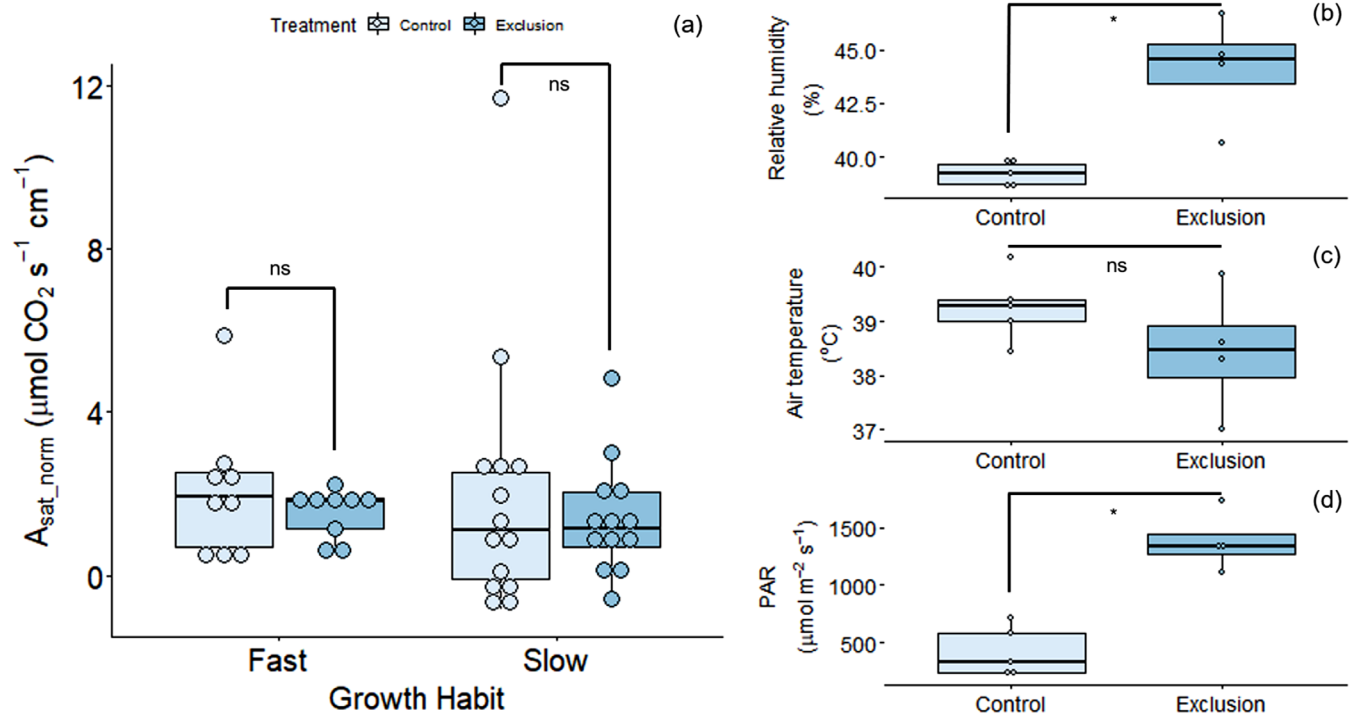 Treatment Control Exclusion
(a)
12
8
4
0
Asat_norm (µmol CO2 s−1 cm−1)
ns
ns
Fast Slow
Growth Habit
(b)
Relative humidity
(%)
45.0
42.5
40.0
*
Control Exclusion
(c)
Air temperature
(°C)
40
39
38
37
ns
Control Exclusion
(d)
PAR
(µmol m−2 s−1)
1500
1000
500
*
Control Exclusion